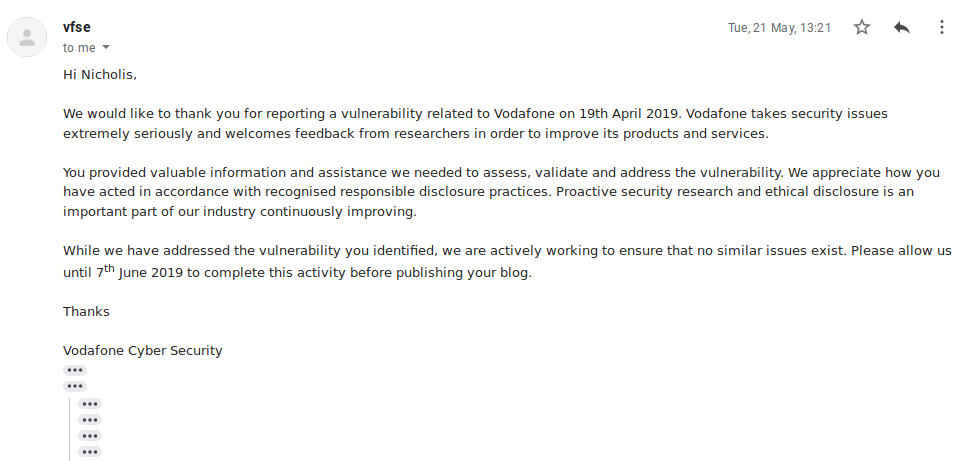 vfse
Tue, 21 May, 13:21
to me
Hi Nicholis,
We would like to thank you for reporting a vulnerability related to Vodafone on 19th April 2019. Vodafone takes security issues
extremely seriously and welcomes feedback from researchers in order to improve its products and services.
You provided valuable information and assistance we needed to assess, validate and address the vulnerability. We appreciate how you
have acted in accordance with recognised responsible disclosure practices. Proactive security research and ethical disclosure is an
important part of our industry continuously improving.
While we have addressed the vulnerability you identified, we are actively working to ensure that no similar issues exist. Please allow us
until 7th June 2019 to complete this activity before publishing your blog.
Thanks
Vodafone Cyber Security